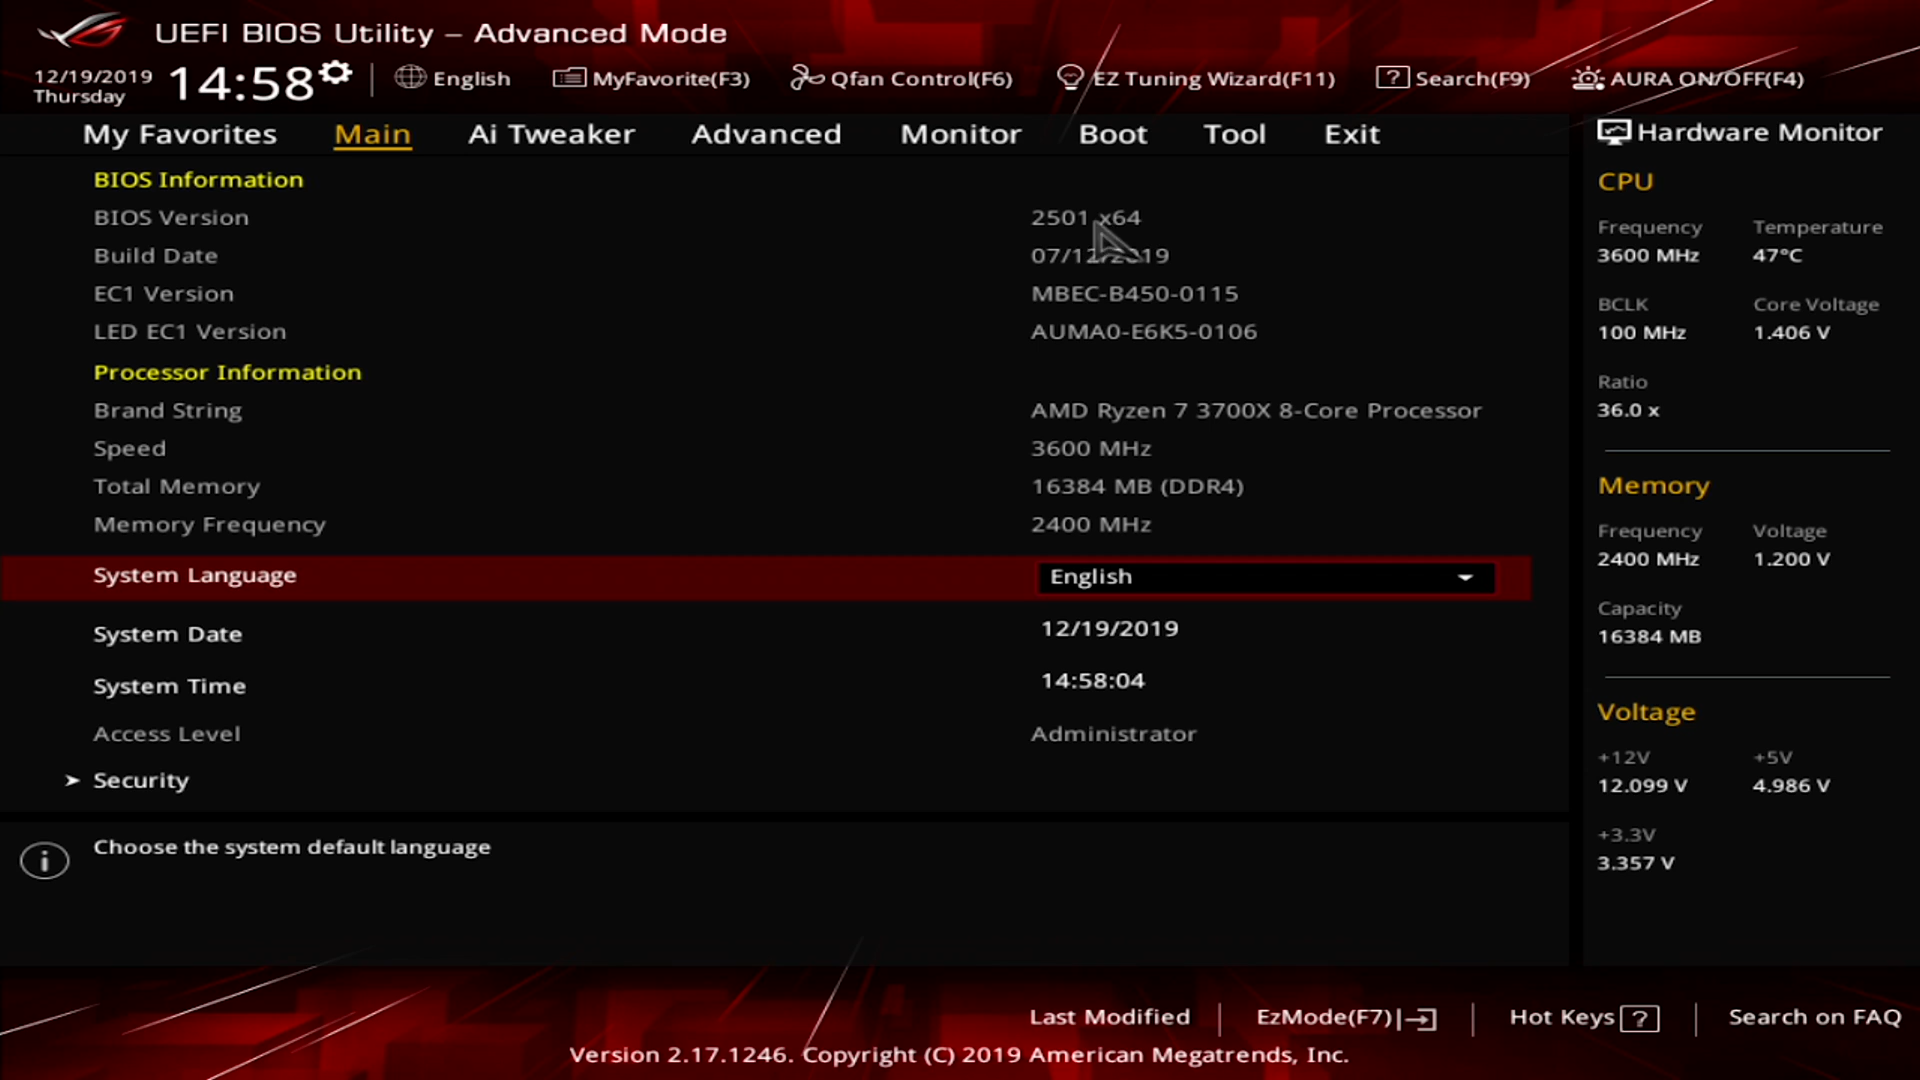 UEFI BIOS Utility – Advanced Mode
12/19/2019
Thursday
14:58
English
MyFavorite(F3)
Qfan Control(F6)
EZ Tuning Wizard(F11)
Search(F9)
AURA ON/OFF(F4)
My Favorites
Main
Ai Tweaker
Advanced
Monitor
Boot
Tool
Exit
BIOS Information
BIOS Version 2501 x64
Build Date 07/12/2019
EC1 Version MBEC-B450-0115
LED EC1 Version AUMA0-E6K5-0106
Processor Information
Brand String AMD Ryzen 7 3700X 8-Core Processor
Speed 3600 MHz
Total Memory 16384 MB (DDR4)
Memory Frequency 2400 MHz
System Language English
System Date 12/19/2019
System Time 14:58:04
Access Level Administrator
Security
Choose the system default language
Hardware Monitor
CPU
Frequency Temperature
3600 MHz 47°C
BCLK Core Voltage
100 MHz 1.406 V
Ratio
36.0 x
Memory
Frequency Voltage
2400 MHz 1.200 V
Capacity
16384 MB
Voltage
+12V +5V
12.099 V 4.986 V
+3.3V
3.357 V
Last Modified
EzMode(F7)
Hot Keys ?
Search on FAQ
Version 2.17.1246. Copyright (C) 2019 American Megatrends, Inc.